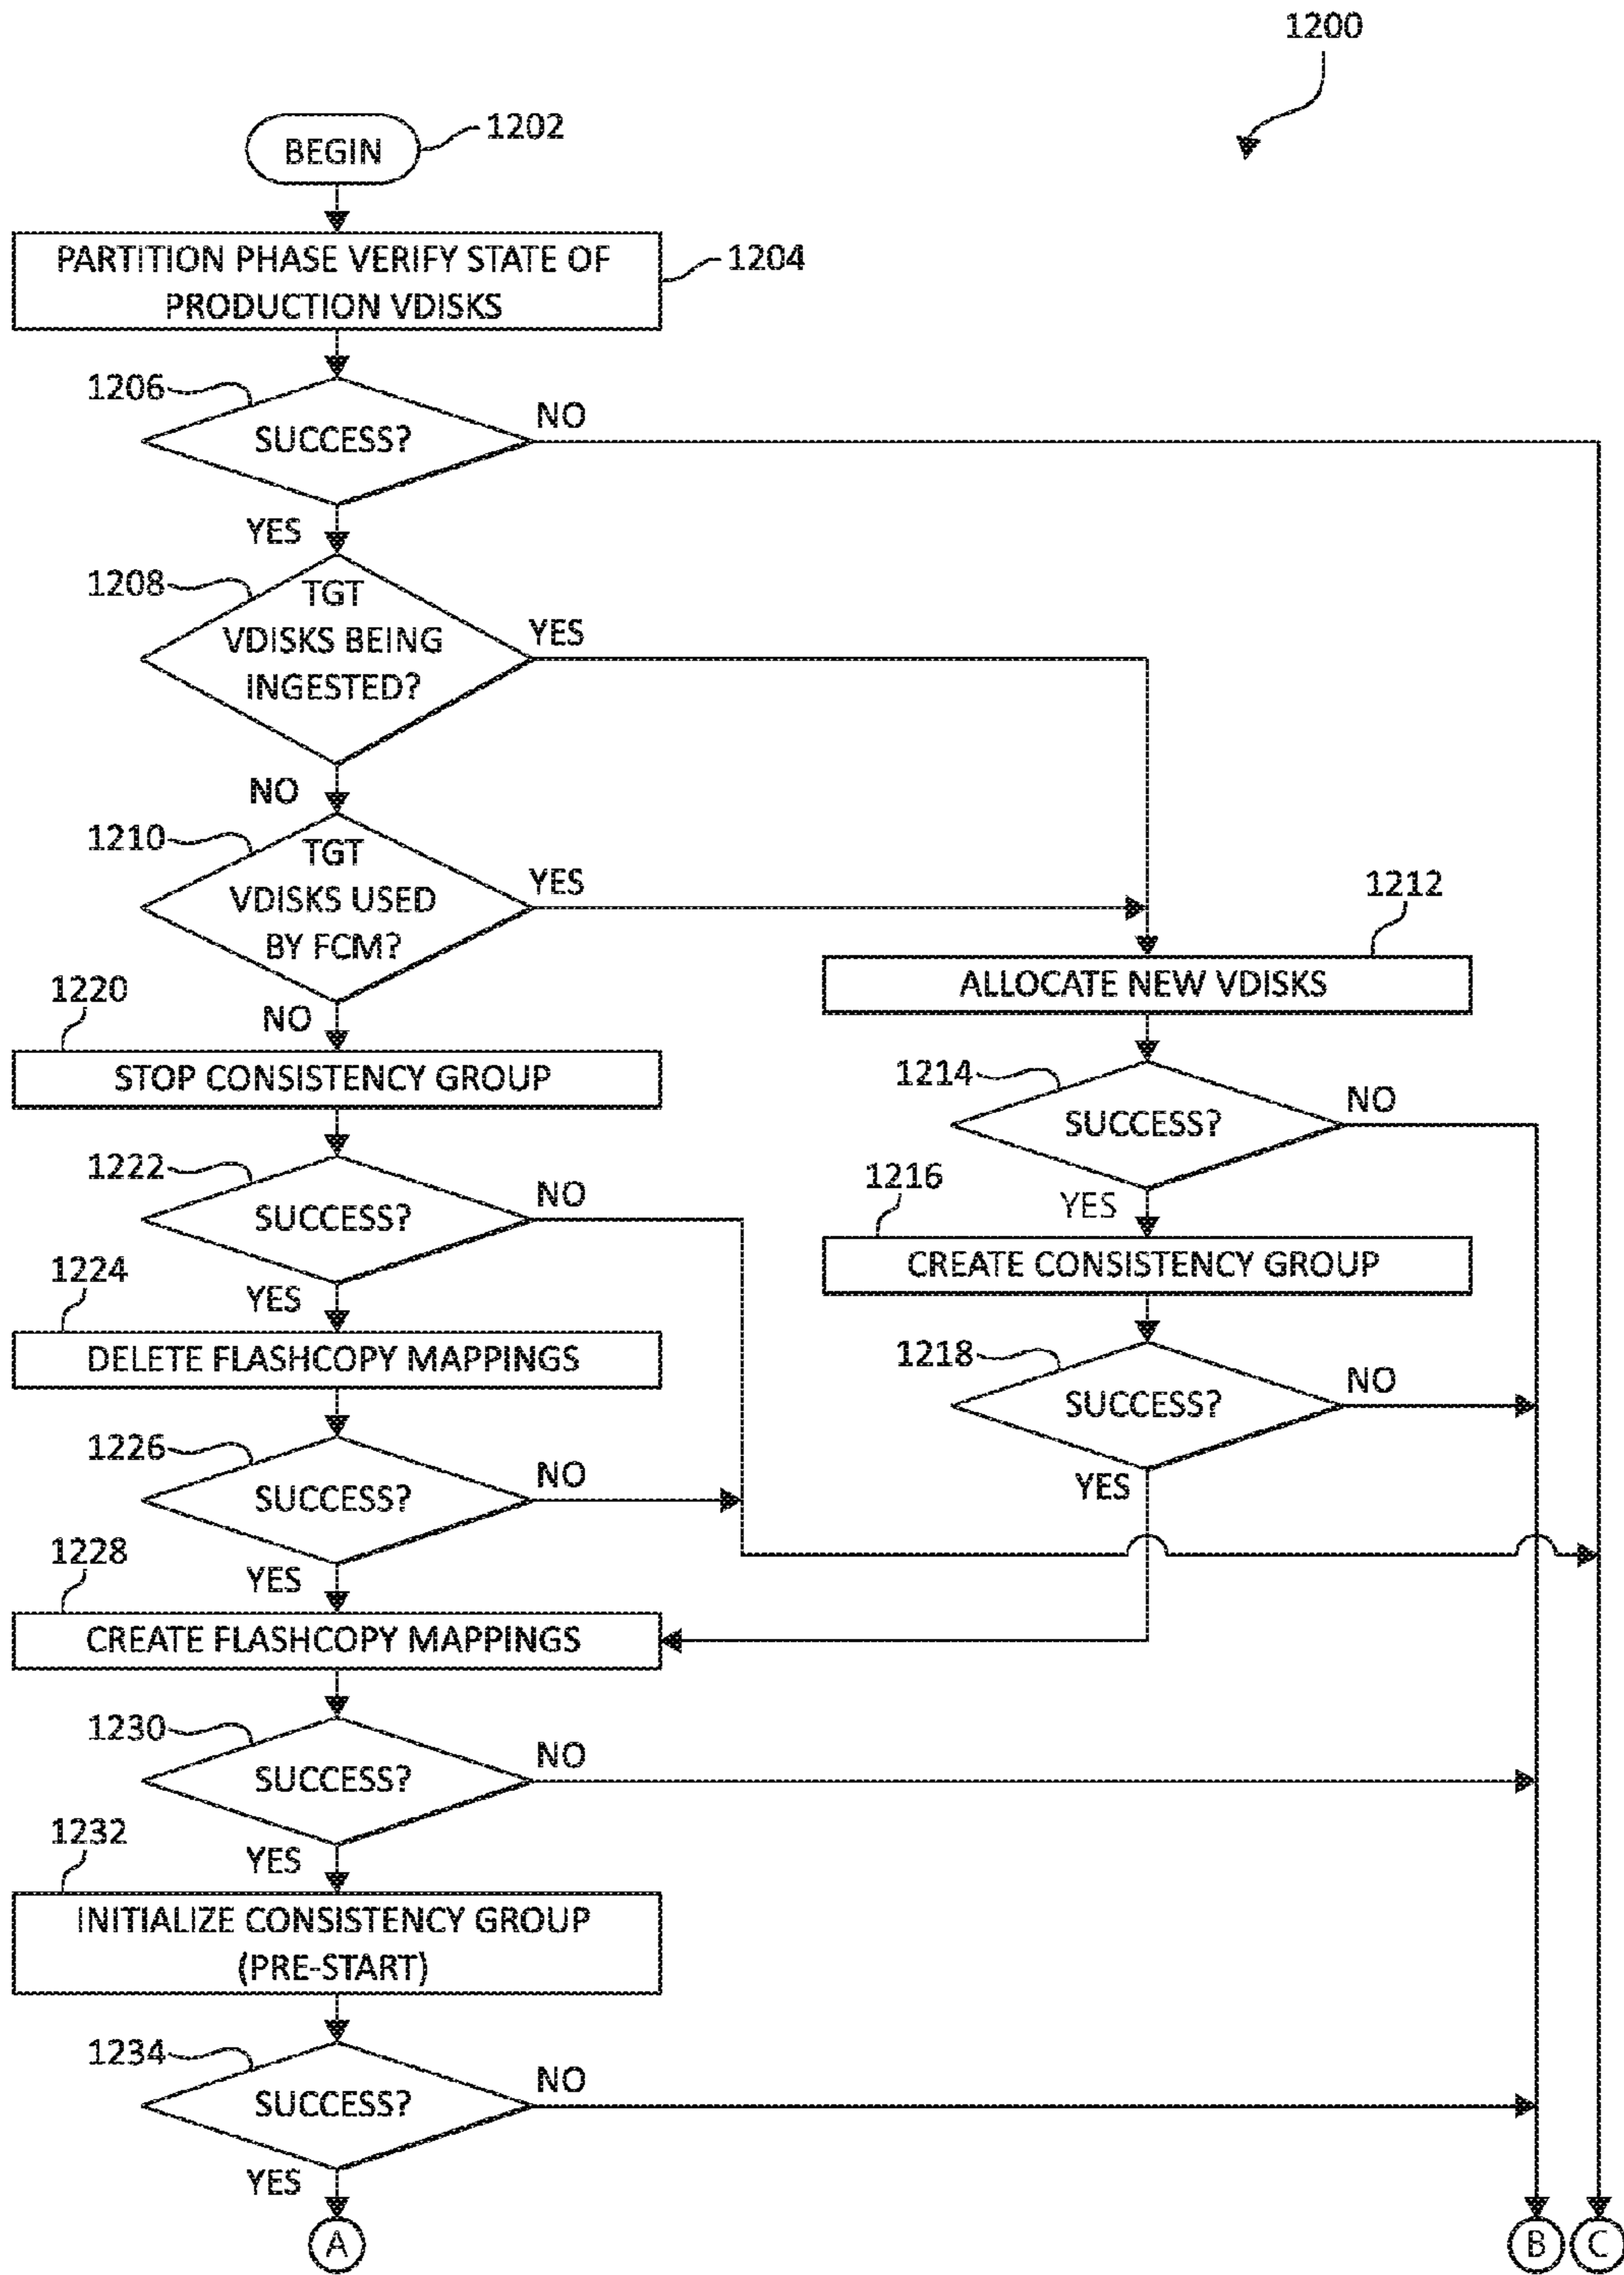 1200
BEGIN
1202
PARTITION PHASE VERIFY STATE OF
PRODUCTION VDISKS
1204
1206
SUCCESS?
NO
YES
1208
TGT
VDISKS BEING
INGESTED?
YES
NO
1210
TGT
VDISKS USED
BY FCM?
YES
NO
1212
ALLOCATE NEW VDISKS
1214
SUCCESS?
NO
YES
1216
CREATE CONSISTENCY GROUP
1218
SUCCESS?
NO
YES
1220
STOP CONSISTENCY GROUP
1222
SUCCESS?
NO
YES
1224
DELETE FLASHCOPY MAPPINGS
1226
SUCCESS?
NO
YES
1228
CREATE FLASHCOPY MAPPINGS
1230
SUCCESS?
NO
YES
1232
INITIALIZE CONSISTENCY GROUP
(PRE-START)
1234
SUCCESS?
NO
YES
A
B
C